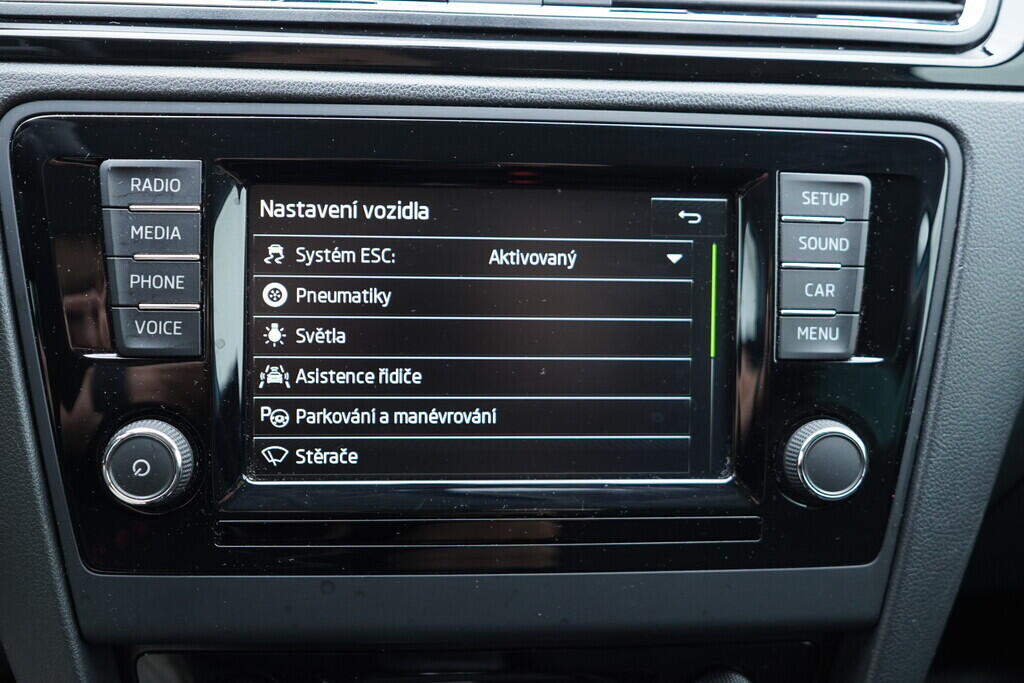 RADIO
MEDIA
PHONE
VOICE
Nastavení vozidla
Systém ESC: Aktivovaný
Pneumatiky
Světla
Asistence řidiče
P Parkování a manévrování
Stěrače
SETUP
SOUND
CAR
MENU